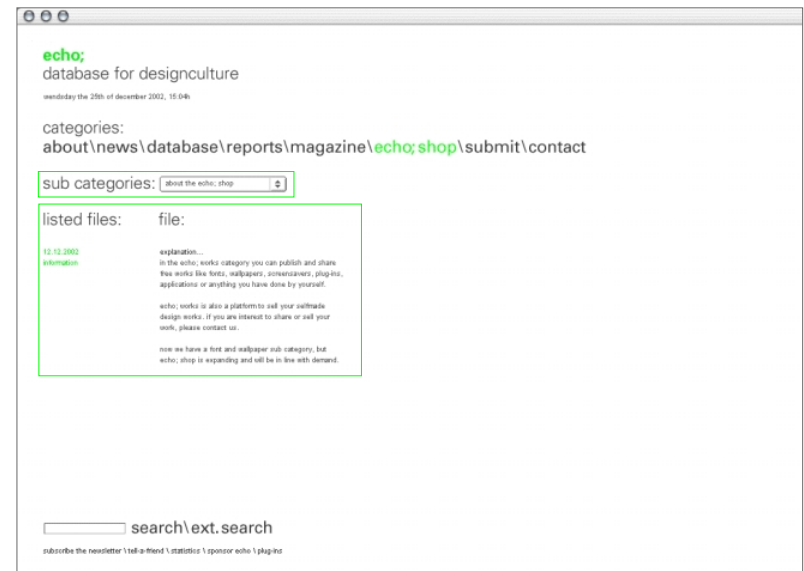 echo;
database for designculture
wendsday the 25th of december 2002, 15:04h
categories:
about\news\database\reports\magazine\echo; shop\submit\contact
sub categories: about the echo; shop
listed files: file:
12.12.2002 explanation...
information in the echo; works category you can publish and share
free works like fonts, wallpapers, screensavers, plug-ins,
applications or anything you have done by yourself.
echo; works is also a platform to sell your selfmade
design works. if you are interest to share or sell your
work, please contact us.
now we have a font and wallpaper sub category, but
echo; shop is expanding and will be in line with demand.
search\ext.search
subscribe the newsletter \ tell-a-friend \ statistics \ sponsor echo \ plug-ins